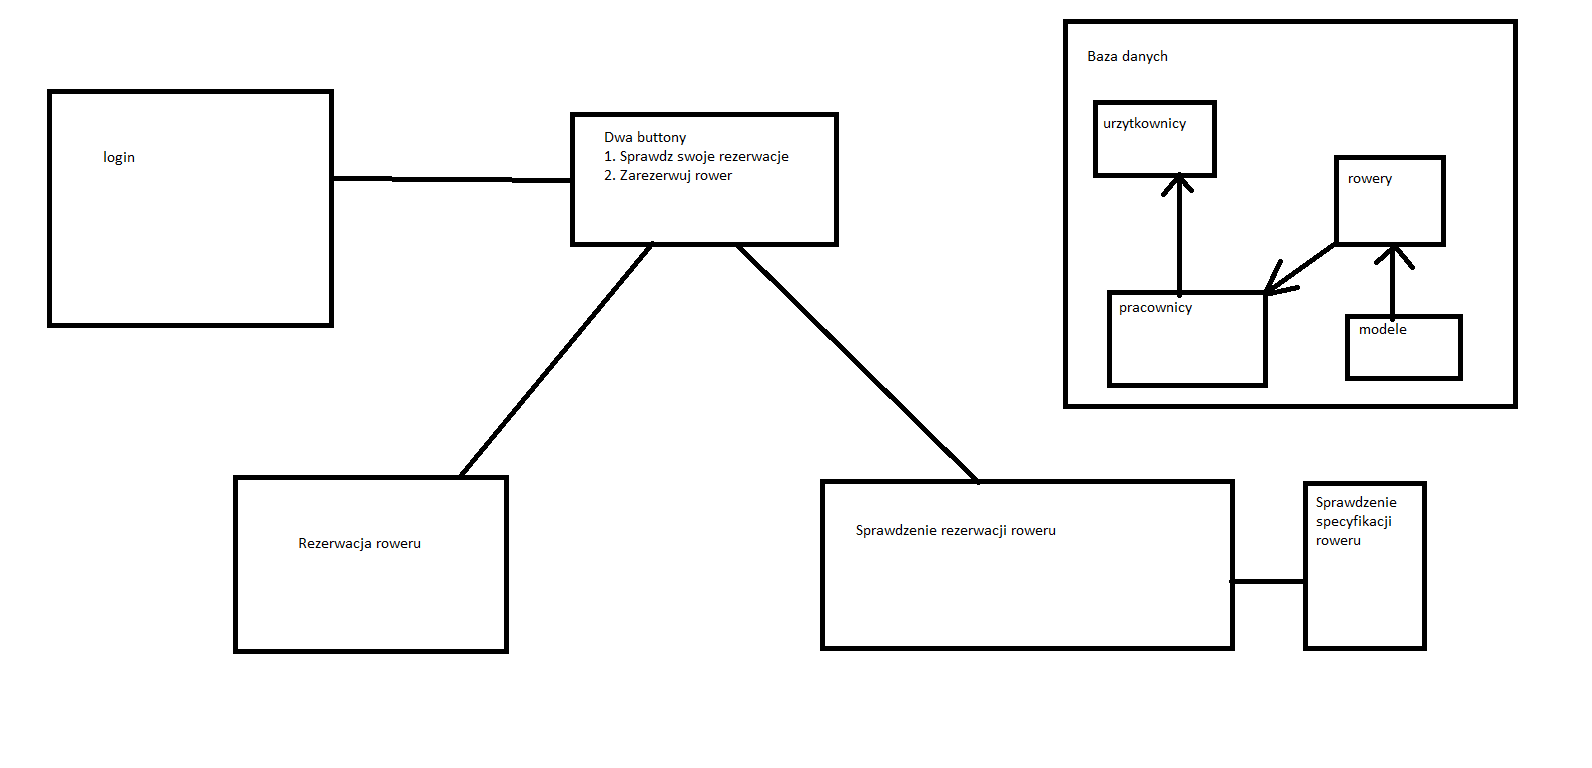 Baza danych
urzytkownicy
rowery
pracownicy
modele
login
Dwa buttony
1. Sprawdz swoje rezerwacje
2. Zarezerwuj rower
Rezerwacja roweru
Sprawdzenie rezerwacji roweru
Sprawdzenie
specyfikacji
roweru